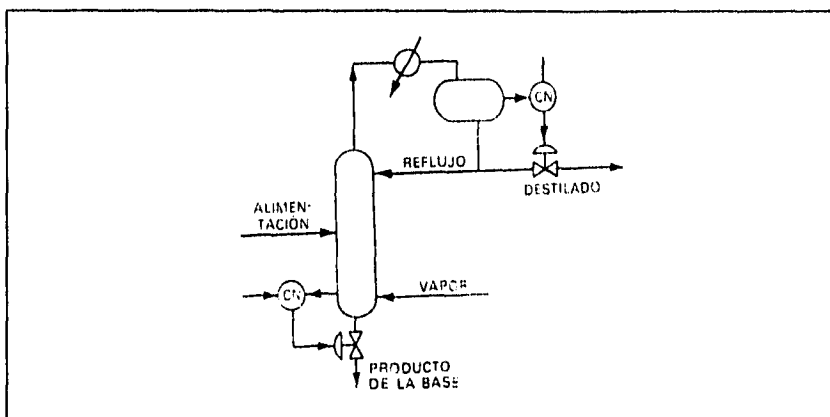 CN
REFLUJO
DESTILADO
ALIMEN-
TACIÓN
CN
VAPOR
PRODUCTO
DE LA BASE